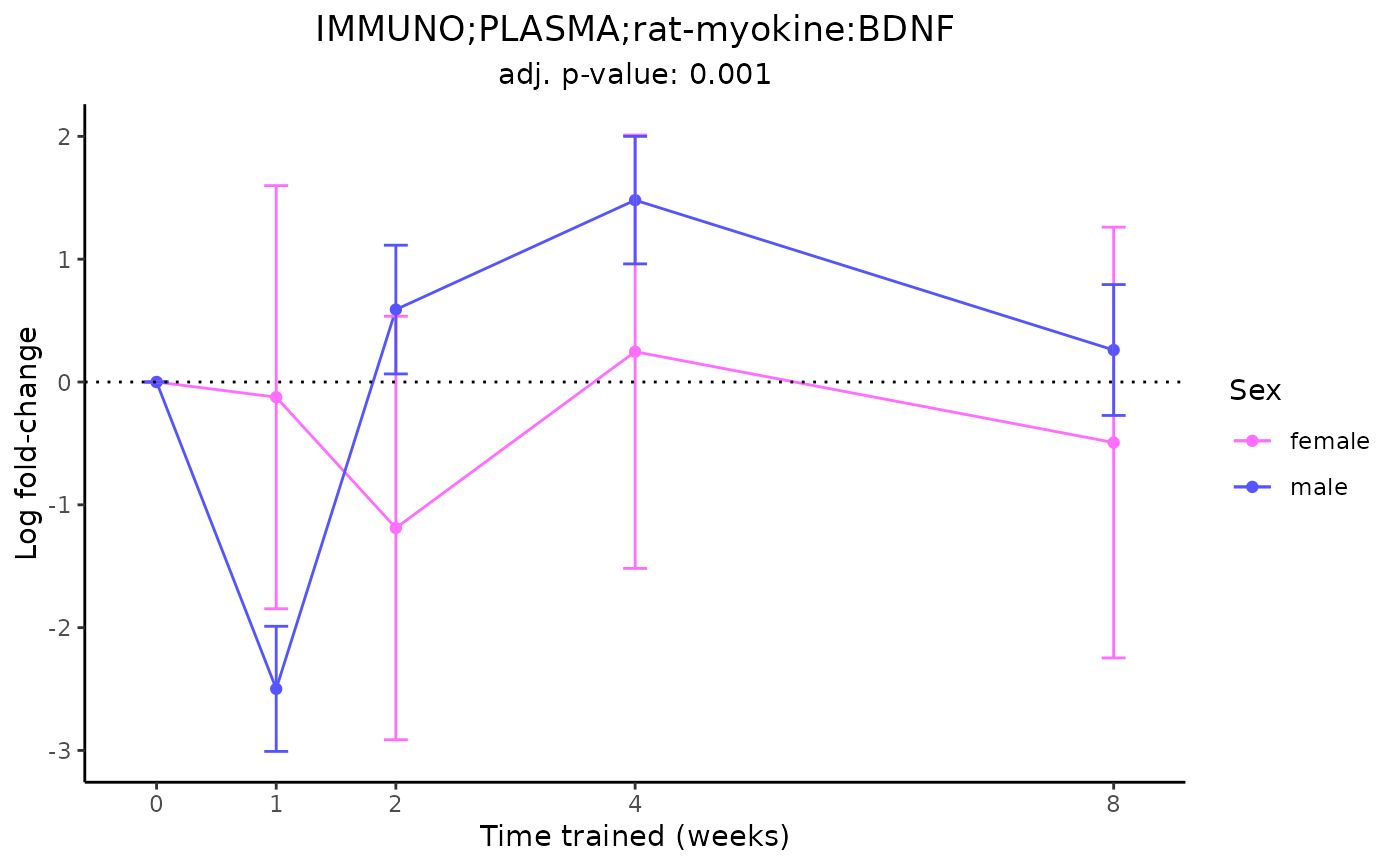 IMMUNO;PLASMA;rat-myokine:BDNF
adj. p-value: 0.001
2
1
0
-1
-2
-3
Log fold-change
0 1 2 4 8
Time trained (weeks)
Sex
female
male